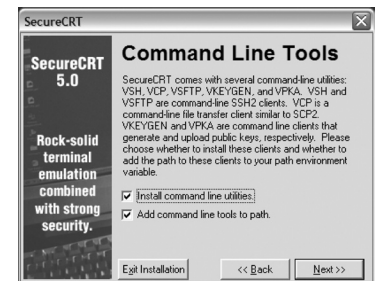 SecureCRT
SecureCRT
5.0
Rock-solid
terminal
emulation
combined
with strong
security.
Command Line Tools
SecureCRT comes with several command-line utilities:
VSH, VCP, VSFTP, VKEYGEN, and VPKA. VSH and
VSFTP are command-line SSH2 clients. VCP is a
command-line file transfer client similar to SCP2.
VKEYGEN and VPKA are command line clients that
generate and upload public keys, respectively. Please
choose whether to install these clients and whether to
add the path to these clients to your path environment
variable.
Install command line utilities.
Add command line tools to path.
Exit Installation
<< Back
Next >>